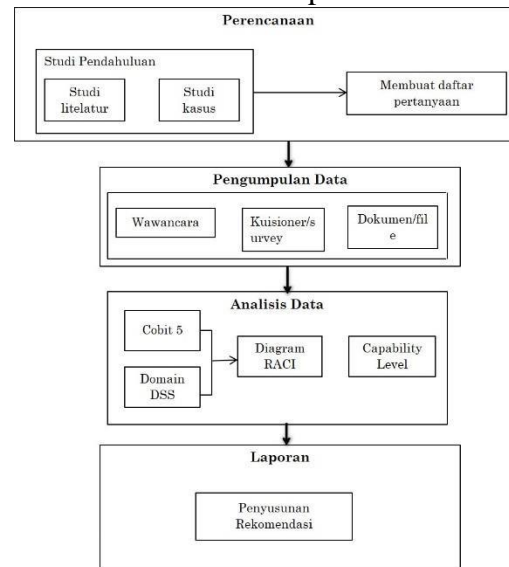 Perencanaan
Studi Pendahuluan
Studi
litelatur
Studi
kasus
Membuat daftar
pertanyaan
Pengumpulan Data
Wawancara
Kuisioner/s
urvey
Dokumen/fil
e
Analisis Data
Cobit 5
Domain
DSS
Diagram
RACI
Capability
Level
Laporan
Penyusunan
Rekomendasi